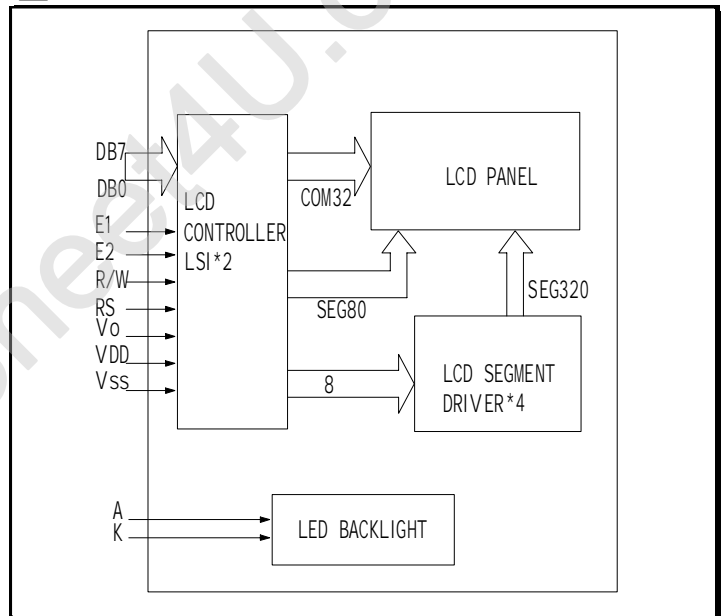 DB7
DB0
E1
E2
R/W
RS
Vo
VDD
Vss
LCD
CONTROLLER
LSI*2
COM32
SEG80
8
LCD PANEL
SEG320
LCD SEGMENT
DRIVER*4
A
K
LED BACKLIGHT